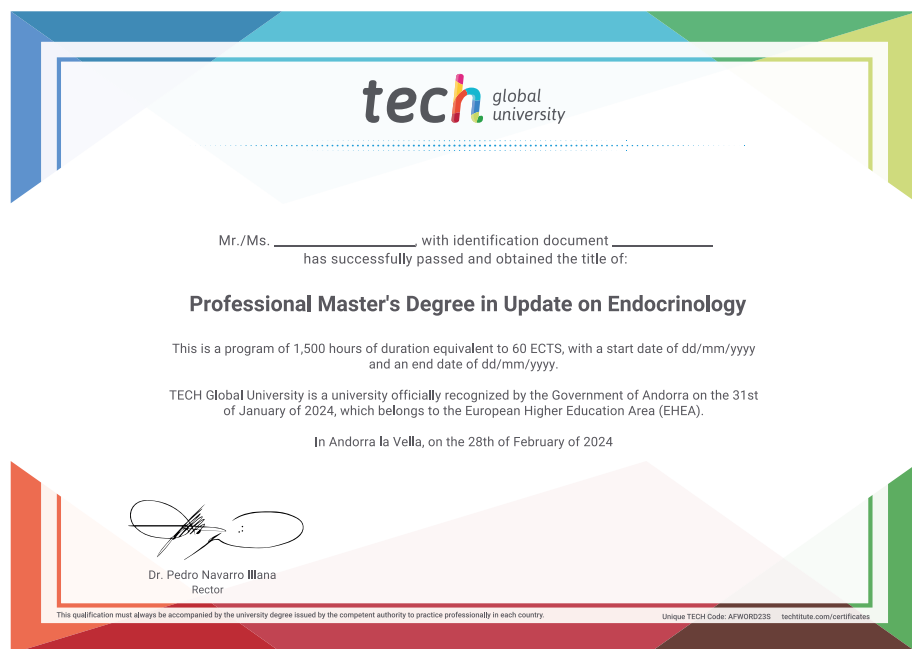 tech global
university
Mr./Ms. ____________, with identification document ____________
has successfully passed and obtained the title of:
Professional Master's Degree in Update on Endocrinology
This is a program of 1,500 hours of duration equivalent to 60 ECTS, with a start date of dd/mm/yyyy
and an end date of dd/mm/yyyy.
TECH Global University is a university officially recognized by the Government of Andorra on the 31st
of January of 2024, which belongs to the European Higher Education Area (EHEA).
In Andorra la Vella, on the 28th of February of 2024
Dr. Pedro Navarro Illana
Rector
This qualification must always be accompanied by the university degree issued by the competent authority to practice professionally in each country.
Unique TECH Code: AFWORD23S techtitute.com/certificates